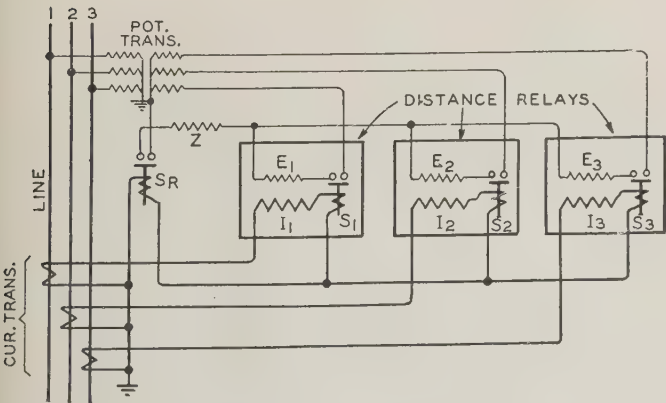 1 2 3
POT.
TRANS.
DISTANCE RELAYS
Z
E1 E2 E3
SR
LINE
I1 S1 I2 S2 I3 S3
CUR. TRANS.